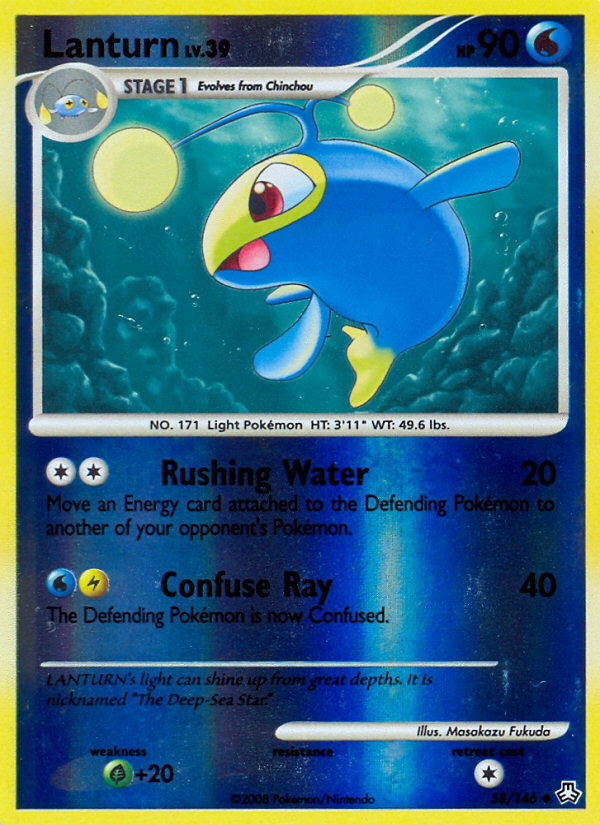 Lanturn LV.39
HP 90
STAGE 1 Evolves from Chinchou
NO. 171 Light Pokémon HT: 3'11" WT: 49.6 lbs.
Rushing Water 20
Move an Energy card attached to the Defending Pokémon to
another of your opponent's Pokémon.
Confuse Ray 40
The Defending Pokémon is now Confused.
LANTURN's light can shine up from great depths. It is
nicknamed "The Deep-Sea Star."
Illus. Masakazu Fukuda
weakness resistance retreat cost
+20
©2008 Pokémon/Nintendo 58/146